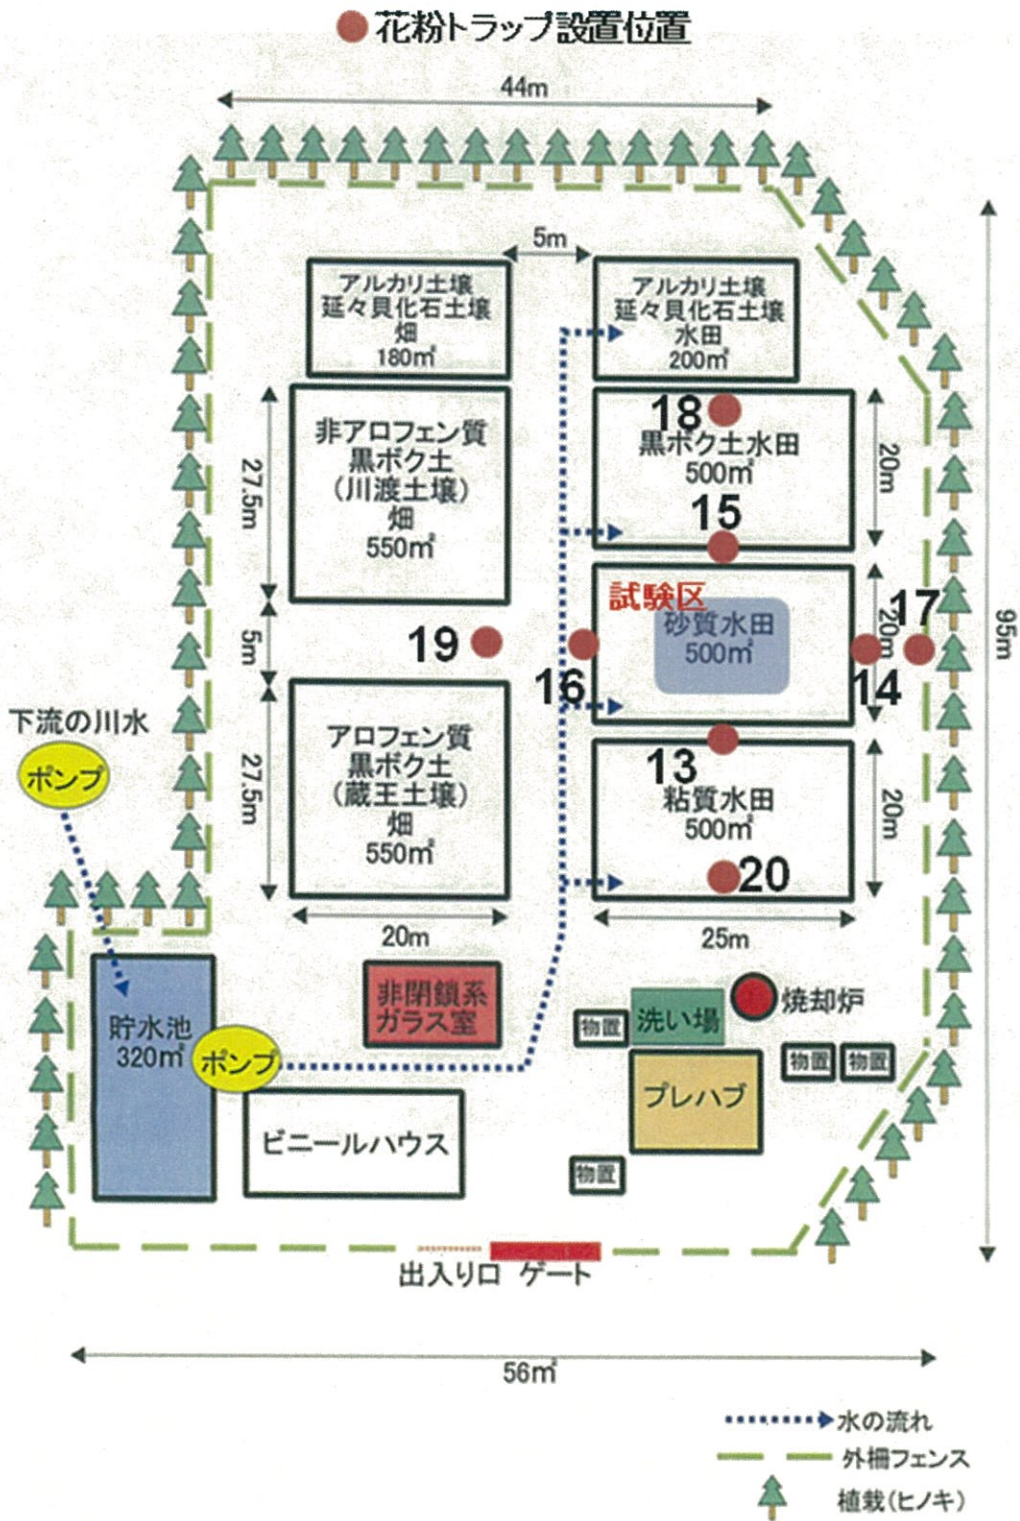 花粉トラップ設置位置
44m
5m
アルカリ土壌
延々貝化石土壌
畑
180㎡
アルカリ土壌
延々貝化石土壌
水田
200㎡
非アロフェン質
黒ボク土
(川渡土壌)
畑
550㎡
27.5m
18
黒ボク土水田
500㎡
15
20m
試験区
砂質水田
500㎡
20m
17
14
16
19
5m
95m
下流の川水
ポンプ
アロフェン質
黒ボク土
(蔵王土壌)
畑
550㎡
27.5m
13
粘質水田
500㎡
20
20m
20m
25m
非閉鎖系
ガラス室
物置
洗い場
焼却炉
貯水池
320㎡
ポンプ
プレハブ
物置
物置
ビニールハウス
物置
出入り口 ゲート
56㎡
水の流れ
外柵フェンス
植栽(ヒノキ)